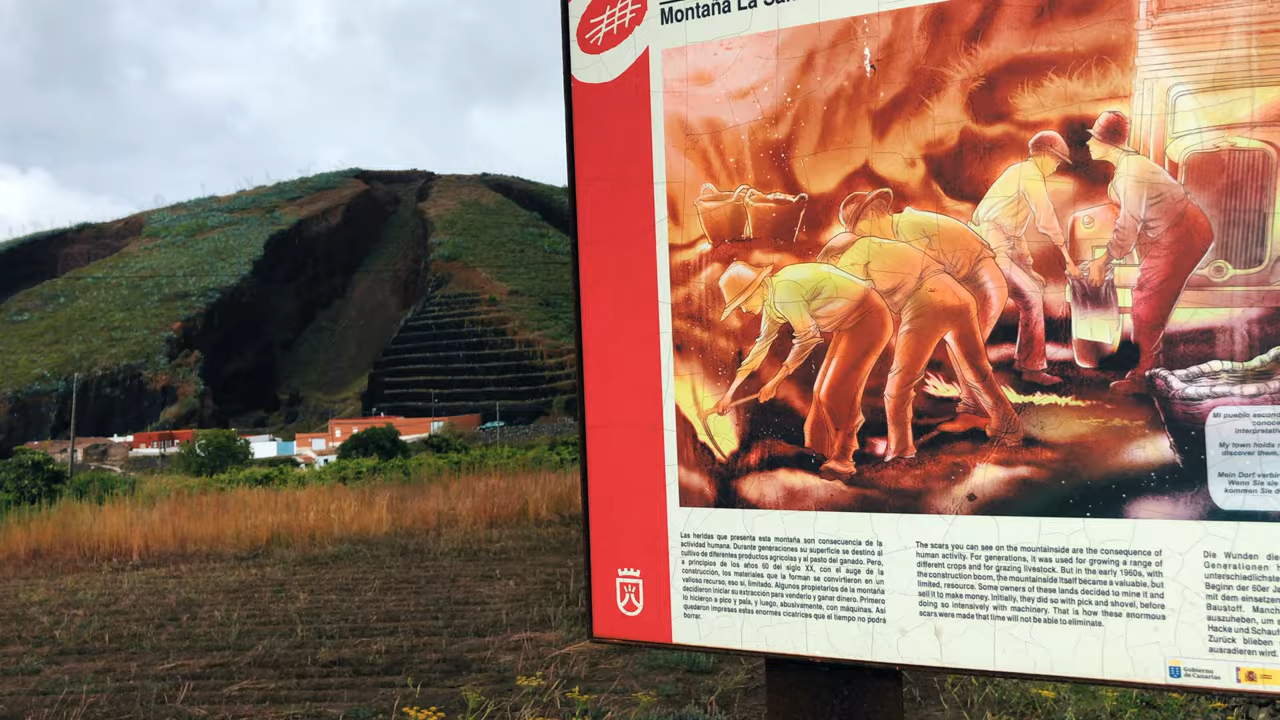 Montaña La
Mi pueblo
My town holds
discover them,
Mein Dorf
Wenn Sie sie
kommen Sie
Las heridas que presenta esta montaña son consecuencia de la
actividad humana. Durante generaciones su superficie se destinó al
cultivo de diferentes productos agrícolas y al pasto del ganado. Pero,
a principios de los años 60 del siglo XX, con el auge de la
construcción, los materiales que la forman se convirtieron en un
valioso recurso, eso sí, limitado. Algunos propietarios de la montaña
decidieron iniciar su extracción para venderlo y ganar dinero. Primero
lo hicieron a pico y pala, y luego, abusivamente, con máquinas. Así
quedaron impresas estas enormes cicatrices que el tiempo no podrá
borrar.
The scars you can see on the mountainside are the consequence of
human activity. For generations, it was used for growing a range of
different crops and for grazing livestock. But in the early 1960s, with
the construction boom, the mountainside itself became a valuable, but
limited, resource. Some owners of these lands decided to mine it and
sell it to make money. Initially, they did so with pick and shovel, before
doing so intensively with machinery. That is how these enormous
scars were made that time will not be able to eliminate.
Die Wunden die
Generationen
unterschiedlichste
Beginn der 60er
mit dem einsetzen
Baustoff.
auszuheben, um
Hacke und
Zurück blieben
ausradieren wird.
Gobierno
de Canarias